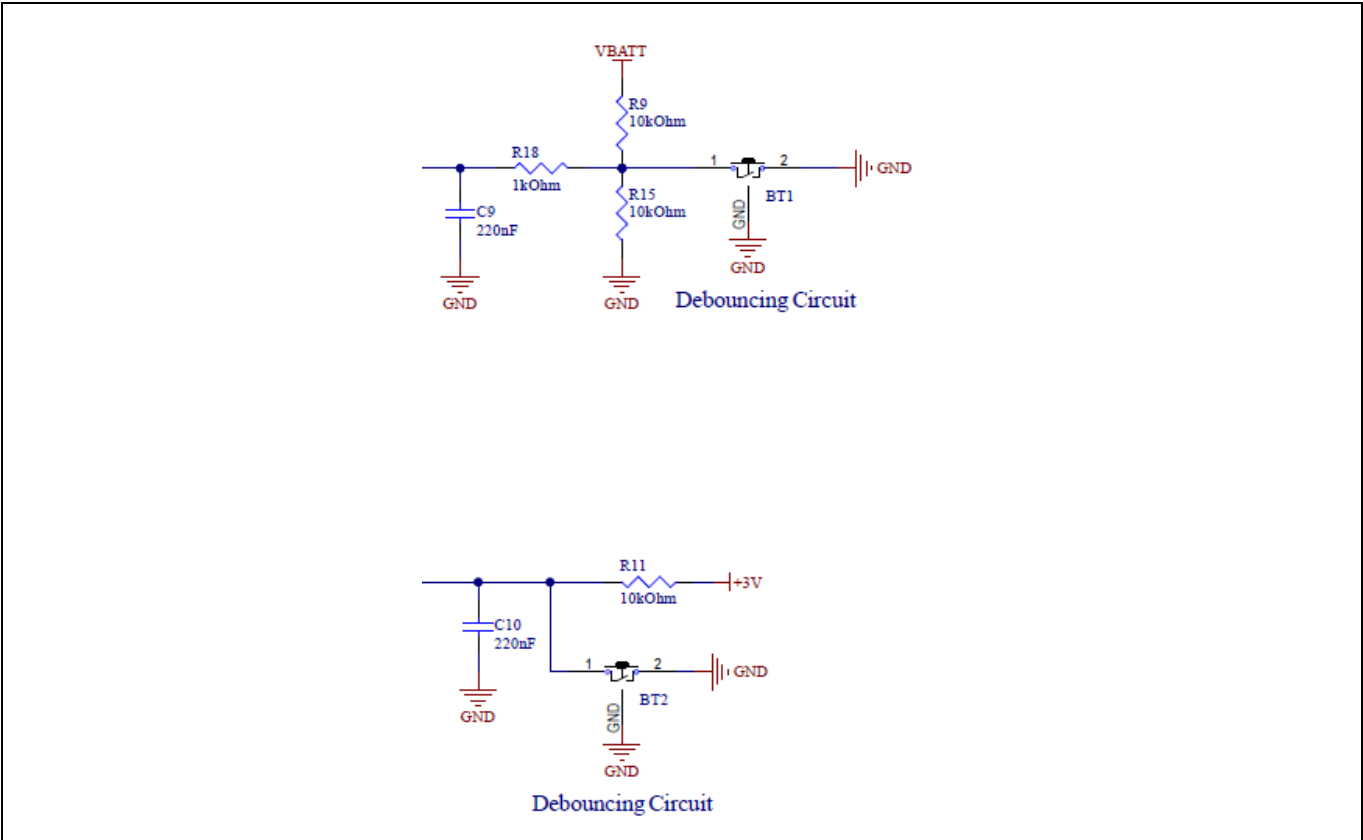 VBATT
R9
10kOhm
R18
1kOhm
1 2
GND
R15
10kOhm
BT1
C9
220nF
GND
GND
GND
GND
Debouncing Circuit
R11
10kOhm
+3V
C10
220nF
1 2
GND
BT2
GND
GND
GND
Debouncing Circuit